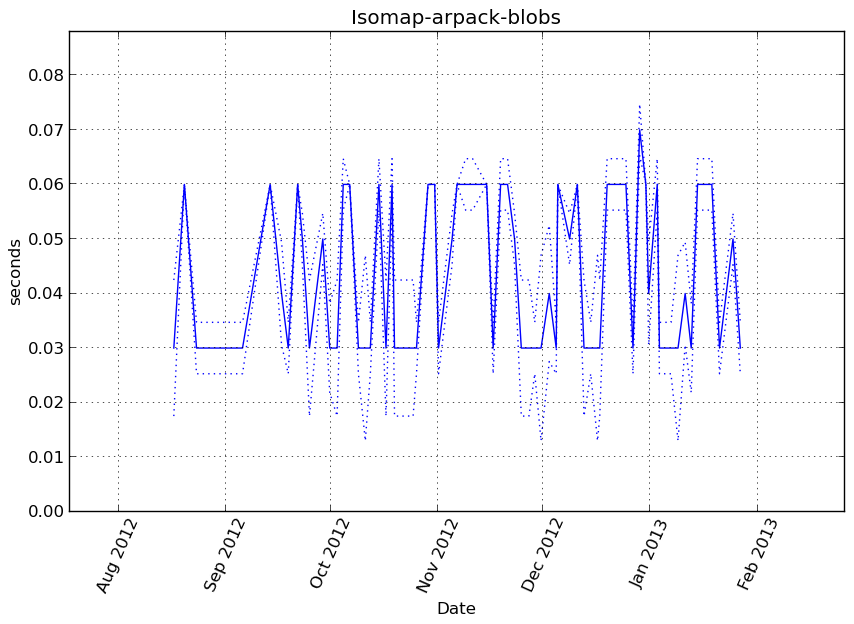 Isomap-arpack-blobs
0.08
0.07
0.06
0.05
0.04
0.03
0.02
0.01
0.00
seconds
Aug 2012
Sep 2012
Oct 2012
Nov 2012
Dec 2012
Jan 2013
Feb 2013
Date